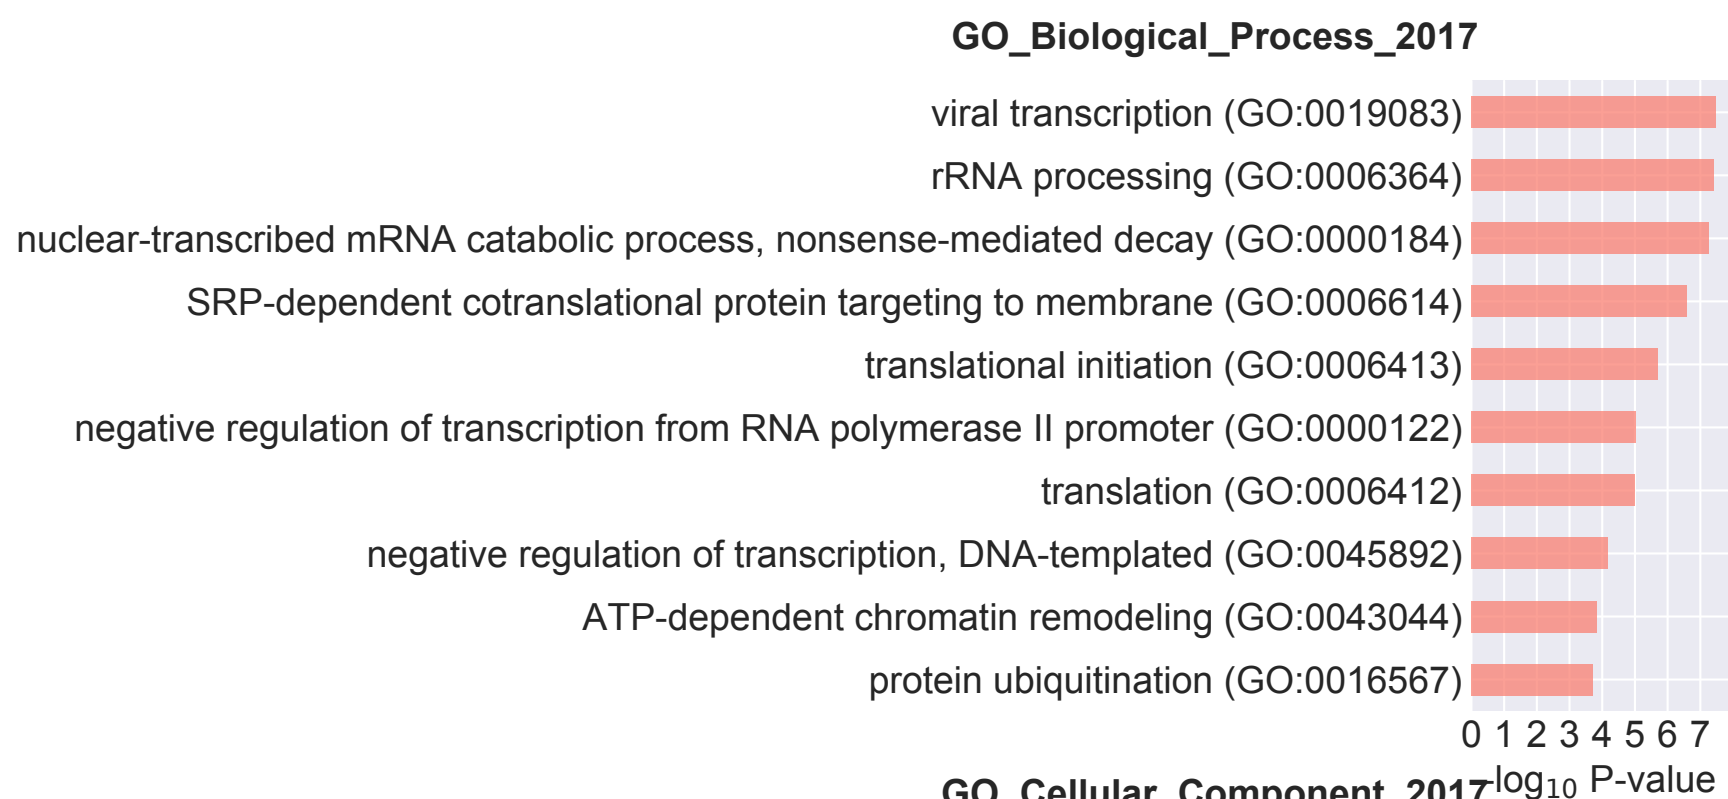 GO_Biological_Process_2017
viral transcription (GO:0019083)
rRNA processing (GO:0006364)
nuclear-transcribed mRNA catabolic process, nonsense-mediated decay (GO:0000184)
SRP-dependent cotranslational protein targeting to membrane (GO:0006614)
translational initiation (GO:0006413)
negative regulation of transcription from RNA polymerase II promoter (GO:0000122)
translation (GO:0006412)
negative regulation of transcription, DNA-templated (GO:0045892)
ATP-dependent chromatin remodeling (GO:0043044)
protein ubiquitination (GO:0016567)
0 1 2 3 4 5 6 7
-log₁₀ P-value
GO_Cellular_Component_2017